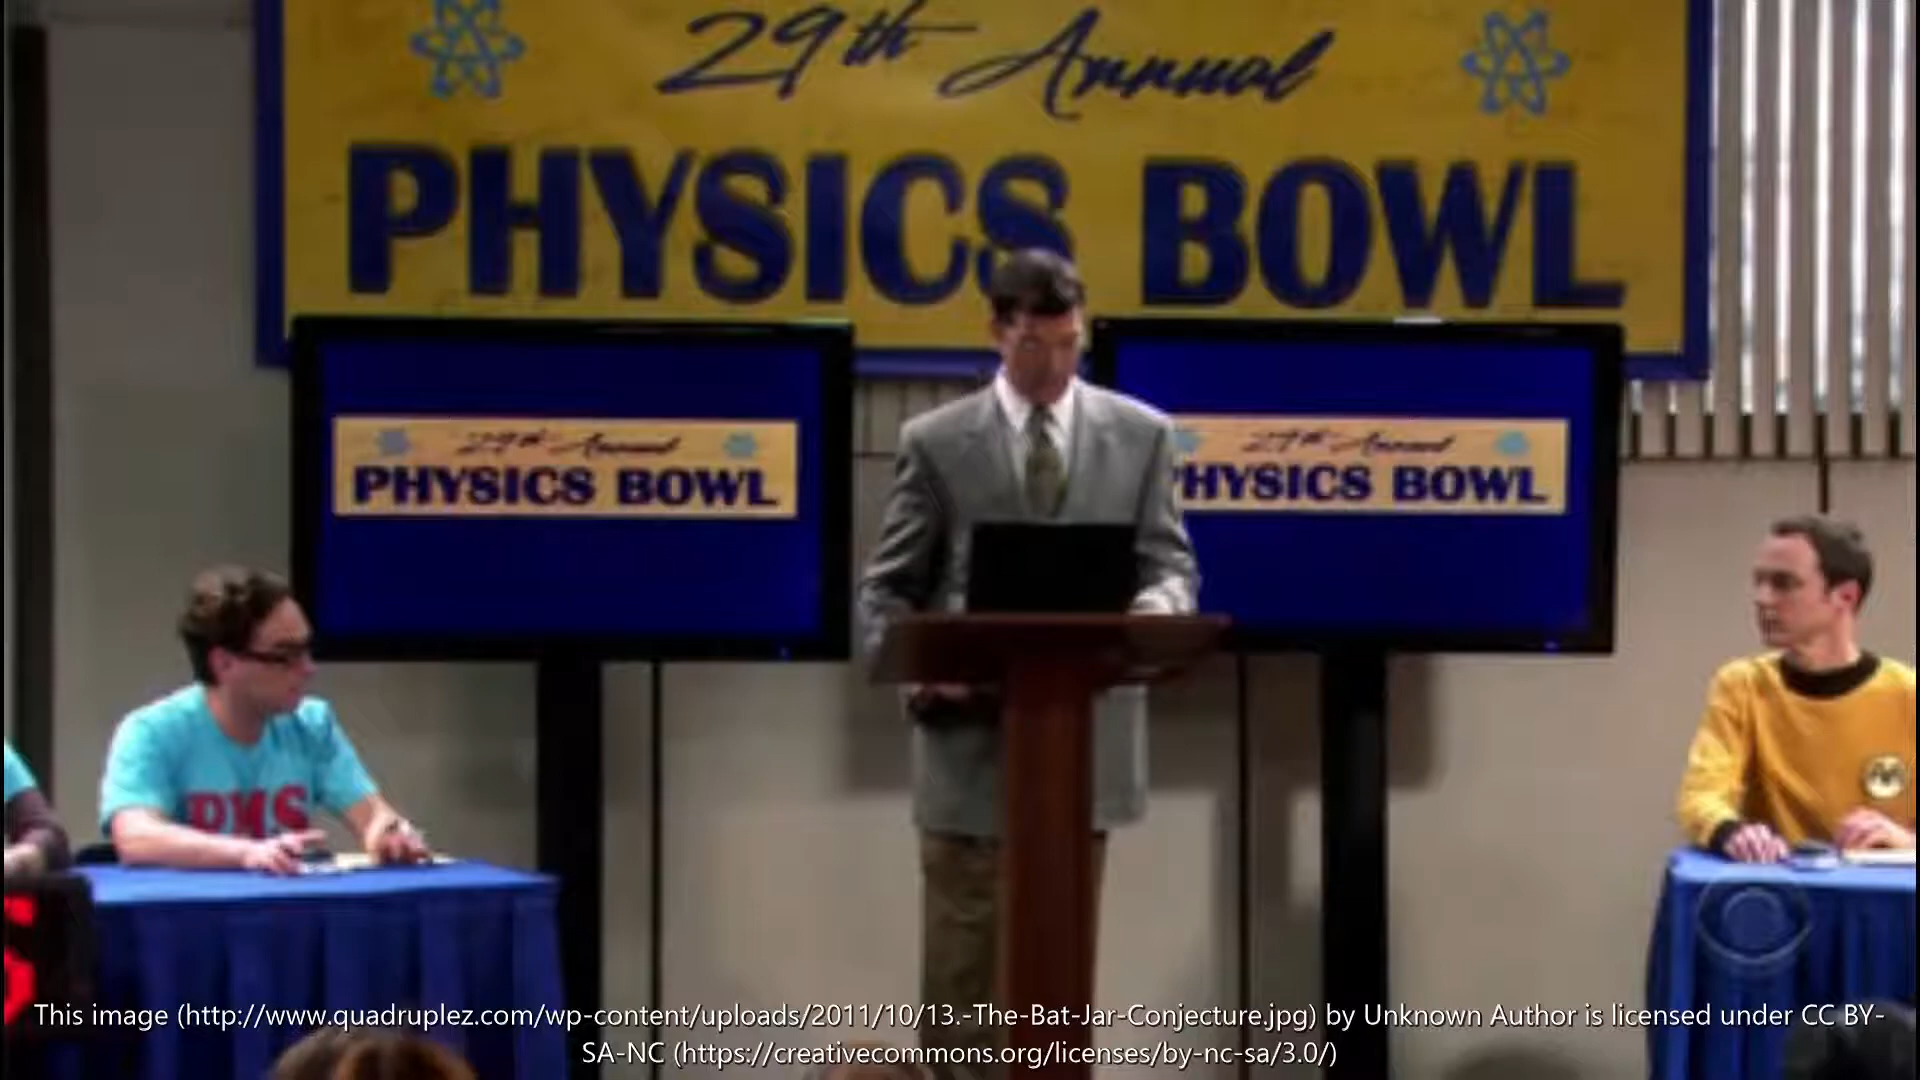 29th Annual
PHYSICS BOWL
29th Annual
PHYSICS BOWL
29th Annual
PHYSICS BOWL
PMS
S
This image (http://www.quadruplez.com/wp-content/uploads/2011/10/13.-The-Bat-Jar-Conjecture.jpg) by Unknown Author is licensed under CC BY-
SA-NC (https://creativecommons.org/licenses/by-nc-sa/3.0/)